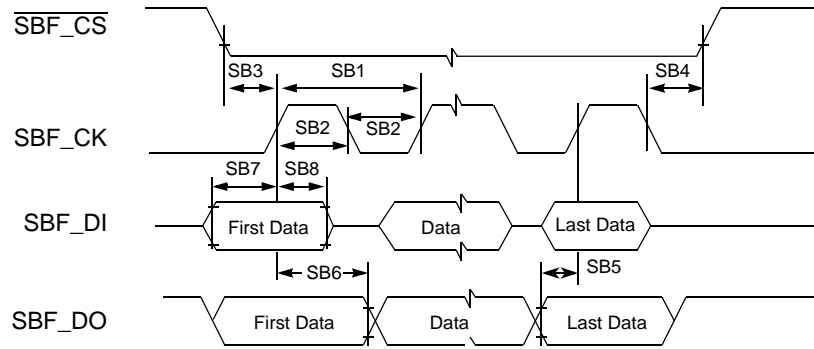 SBF_CS
SB3
SB1
SB4
SBF_CK
SB2
SB2
SB7
SB8
SBF_DI
First Data
Data
Last Data
SB6
SB5
SBF_DO
First Data
Data
Last Data